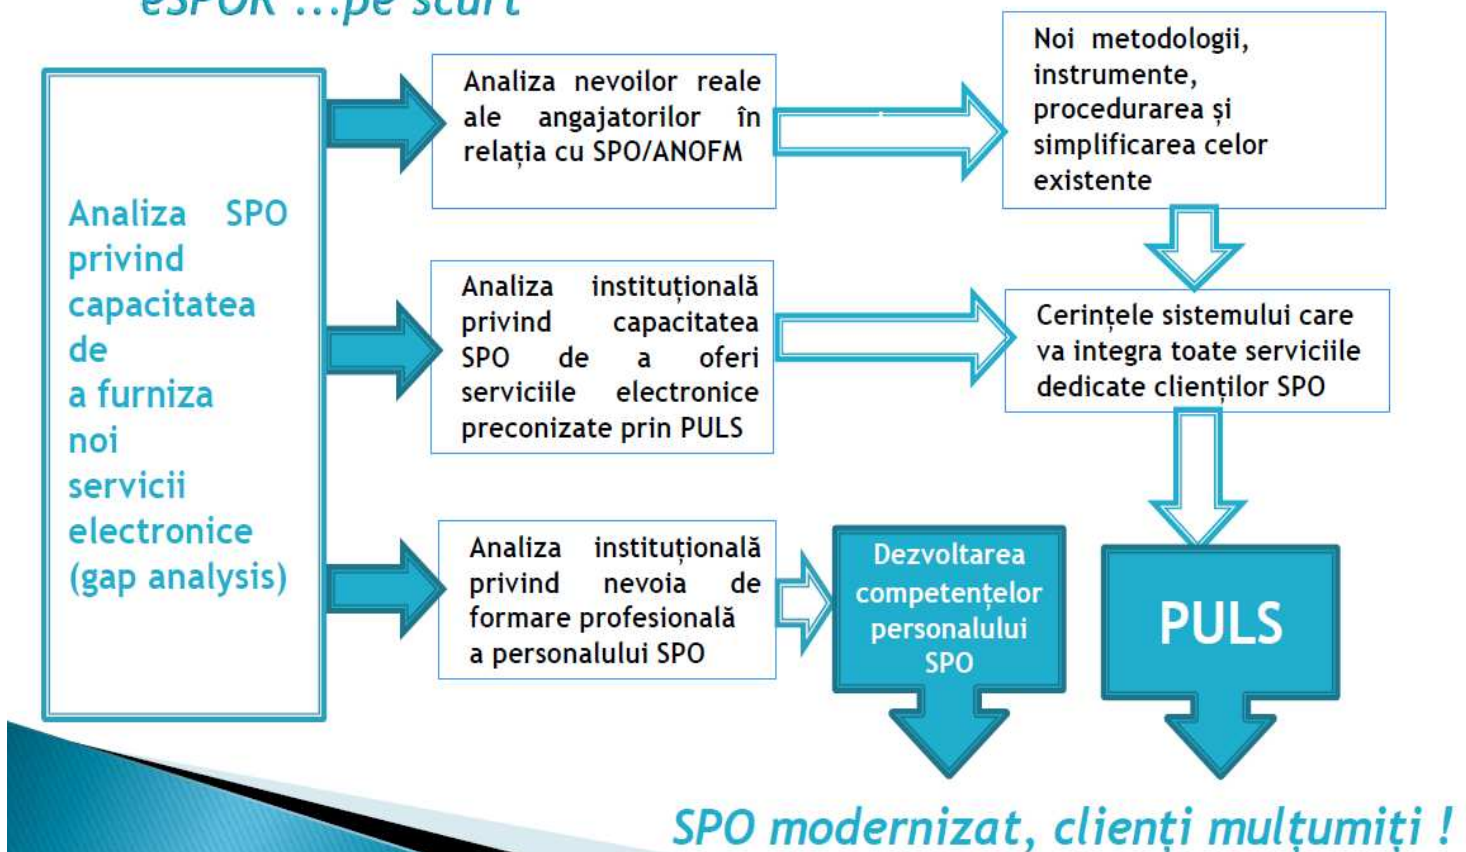 eSPOR ...pe scurt
Analiza SPO
privind
capacitatea
de
a furniza
noi
servicii
electronice
(gap analysis)
Analiza nevoilor reale
ale angajatorilor în
relația cu SPO/ANOFM
Noi metodologii,
instrumente,
procedurarea și
simplificarea celor
existente
Analiza instituțională
privind capacitatea
SPO de a oferi
serviciile electronice
preconizate prin PULS
Cerințele sistemului care
va integra toate serviciile
dedicate clienților SPO
Analiza instituțională
privind nevoia de
formare profesională
a personalului SPO
Dezvoltarea
competențelor
personalului
SPO
PULS
SPO modernizat, clienți mulțumiți !